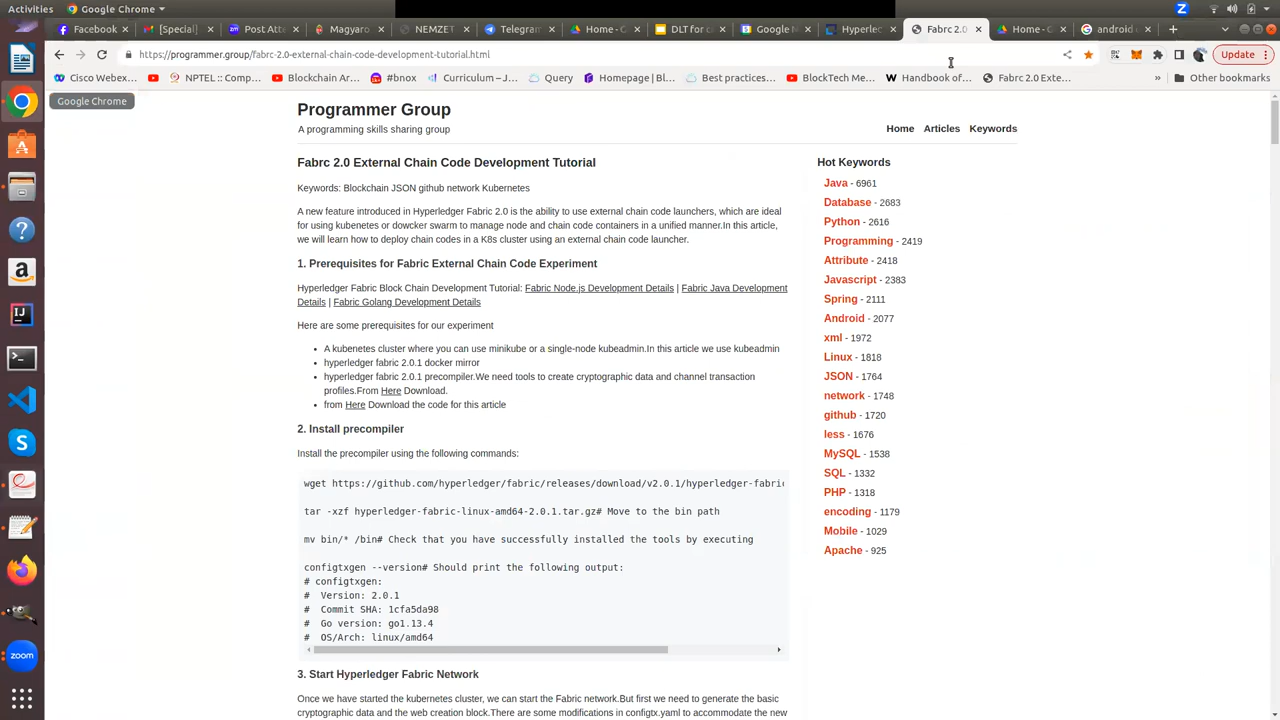 Activities
Google Chrome
Facebook
[Special]
Post Att
Magyaro
NEMZET
Telegram
Home - G
DLT for c
Google M
Hyperlec
Fabrc 2.0
Home - G
android
https://programmer.group/fabrc-2.0-external-chain-code-development-tutorial.html
Update
Cisco Webex...
NPTEL :: Comp...
Blockchain Ar...
#bnox
Curriculum – J...
Query
Homepage | Bl...
Best practices...
BlockTech Me...
Handbook of...
Fabrc 2.0 Exte...
»
Other bookmarks
Google Chrome
Programmer Group
A programming skills sharing group
Home Articles Keywords
Fabrc 2.0 External Chain Code Development Tutorial
Keywords: Blockchain JSON github network Kubernetes
A new feature introduced in Hyperledger Fabric 2.0 is the ability to use external chain code launchers, which are ideal
for using kubenetes or dowcker swarm to manage node and chain code containers in a unified manner.In this article,
we will learn how to deploy chain codes in a K8s cluster using an external chain code launcher.
1. Prerequisites for Fabric External Chain Code Experiment
Hyperledger Fabric Block Chain Development Tutorial: Fabric Node.js Development Details | Fabric Java Development
Details | Fabric Golang Development Details
Here are some prerequisites for our experiment
• A kubenetes cluster where you can use minikube or a single-node kubeadmin.In this article we use kubeadmin
• hyperledger fabric 2.0.1 docker mirror
• hyperledger fabric 2.0.1 precompiler.We need tools to create cryptographic data and channel transaction
profiles.From Here Download.
• from Here Download the code for this article
2. Install precompiler
Install the precompiler using the following commands:
wget https://github.com/hyperledger/fabric/releases/download/v2.0.1/hyperledger-fabric
tar -xzf hyperledger-fabric-linux-amd64-2.0.1.tar.gz# Move to the bin path
mv bin/* /bin# Check that you have successfully installed the tools by executing
configtxgen --version# Should print the following output:
# configtxgen:
#  Version: 2.0.1
#  Commit SHA: 1cfa5da98
#  Go version: go1.13.4
#  OS/Arch: linux/amd64
3. Start Hyperledger Fabric Network
Once we have started the kubernetes cluster, we can start the Fabric network.But first we need to generate the basic
cryptographic data and the web creation block.There are some modifications in configtx.yaml to accommodate the new
Hot Keywords
Java - 6961
Database - 2683
Python - 2616
Programming - 2419
Attribute - 2418
Javascript - 2383
Spring - 2111
Android - 2077
xml - 1972
Linux - 1818
JSON - 1764
network - 1748
github - 1720
less - 1676
MySQL - 1538
SQL - 1332
PHP - 1318
encoding - 1179
Mobile - 1029
Apache - 925
zoom